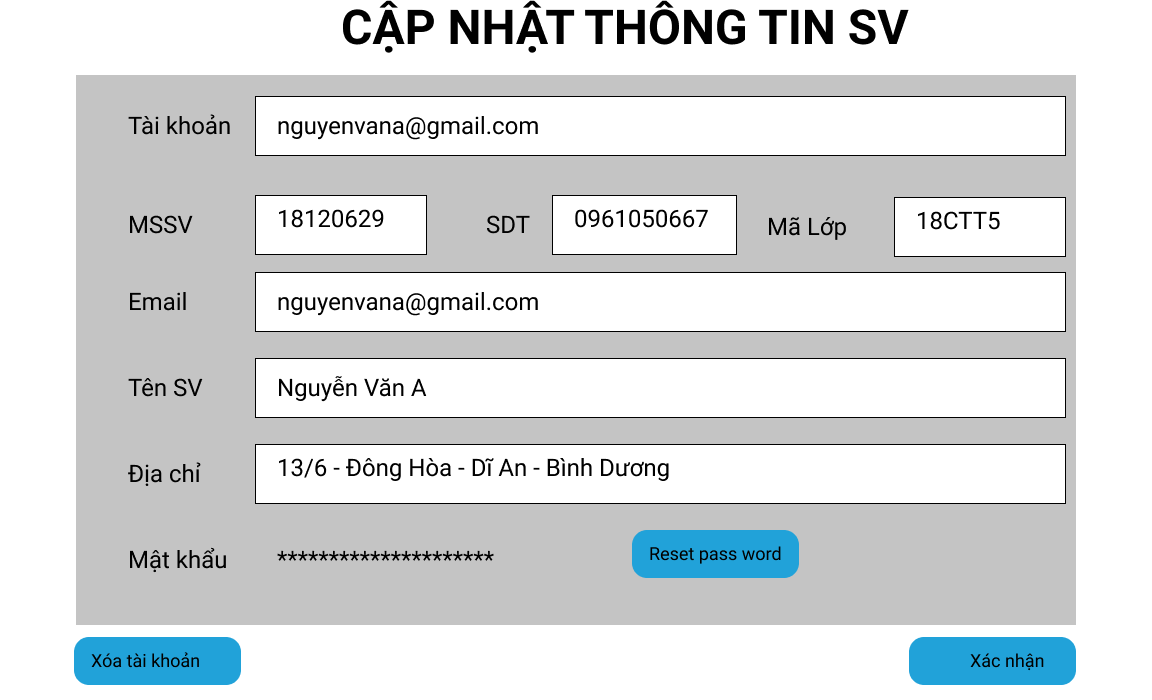 CẬP NHẬT THÔNG TIN SV
Tài khoản nguyenvana@gmail.com
MSSV 18120629 SDT 0961050667 Mã Lớp 18CTT5
Email nguyenvana@gmail.com
Tên SV Nguyễn Văn A
Địa chỉ 13/6 - Đông Hòa - Dĩ An - Bình Dương
Mật khẩu ********************* Reset pass word
Xóa tài khoản Xác nhận